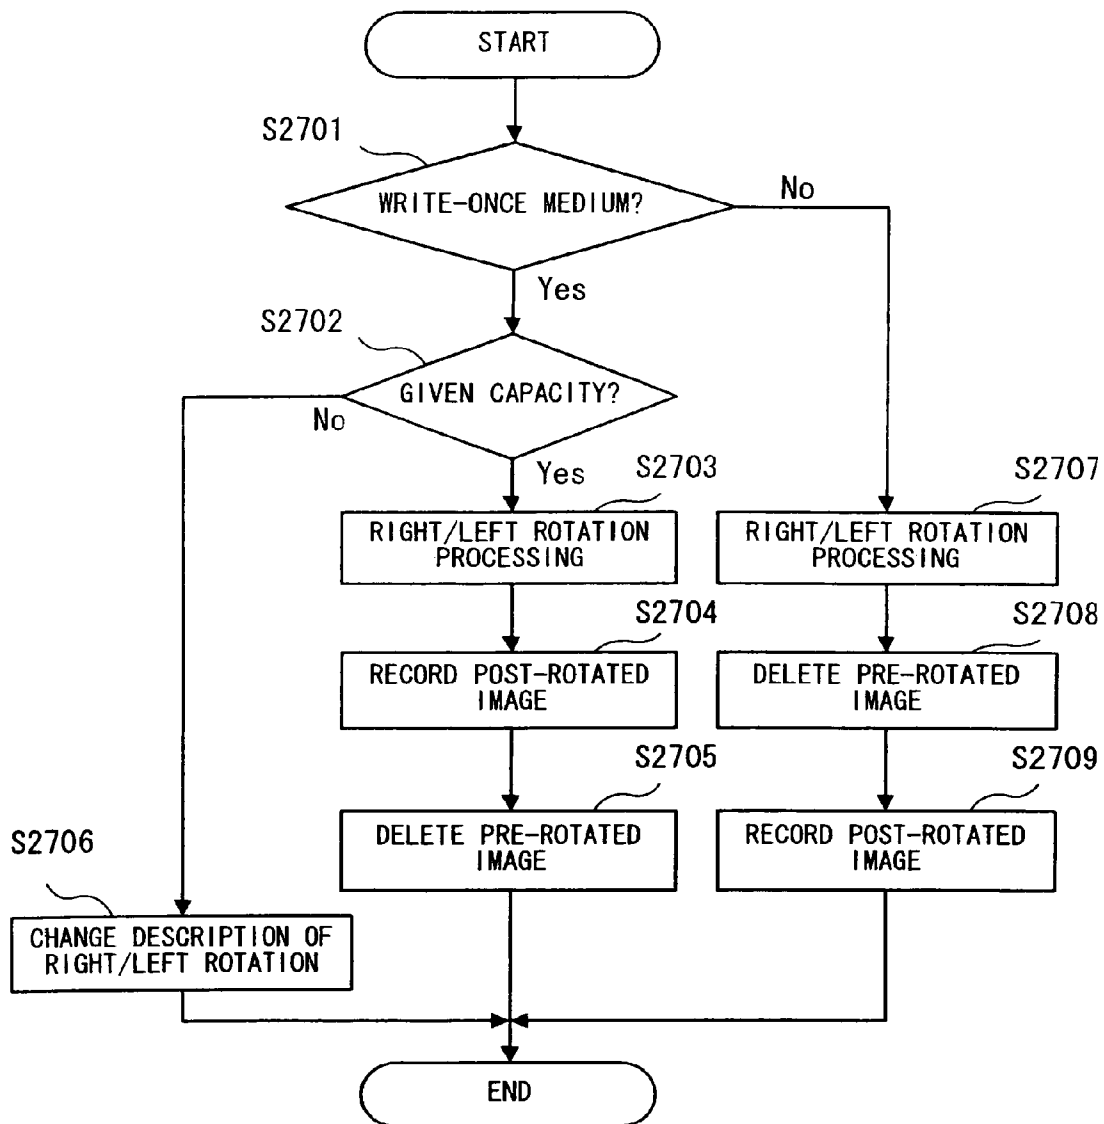 START
S2701
WRITE-ONCE MEDIUM?
No
Yes
S2702
GIVEN CAPACITY?
No
Yes
S2703
S2707
RIGHT/LEFT ROTATION
PROCESSING
RIGHT/LEFT ROTATION
PROCESSING
S2704
S2708
RECORD POST-ROTATED
IMAGE
DELETE PRE-ROTATED
IMAGE
S2705
S2709
DELETE PRE-ROTATED
IMAGE
RECORD POST-ROTATED
IMAGE
S2706
CHANGE DESCRIPTION OF
RIGHT/LEFT ROTATION
END